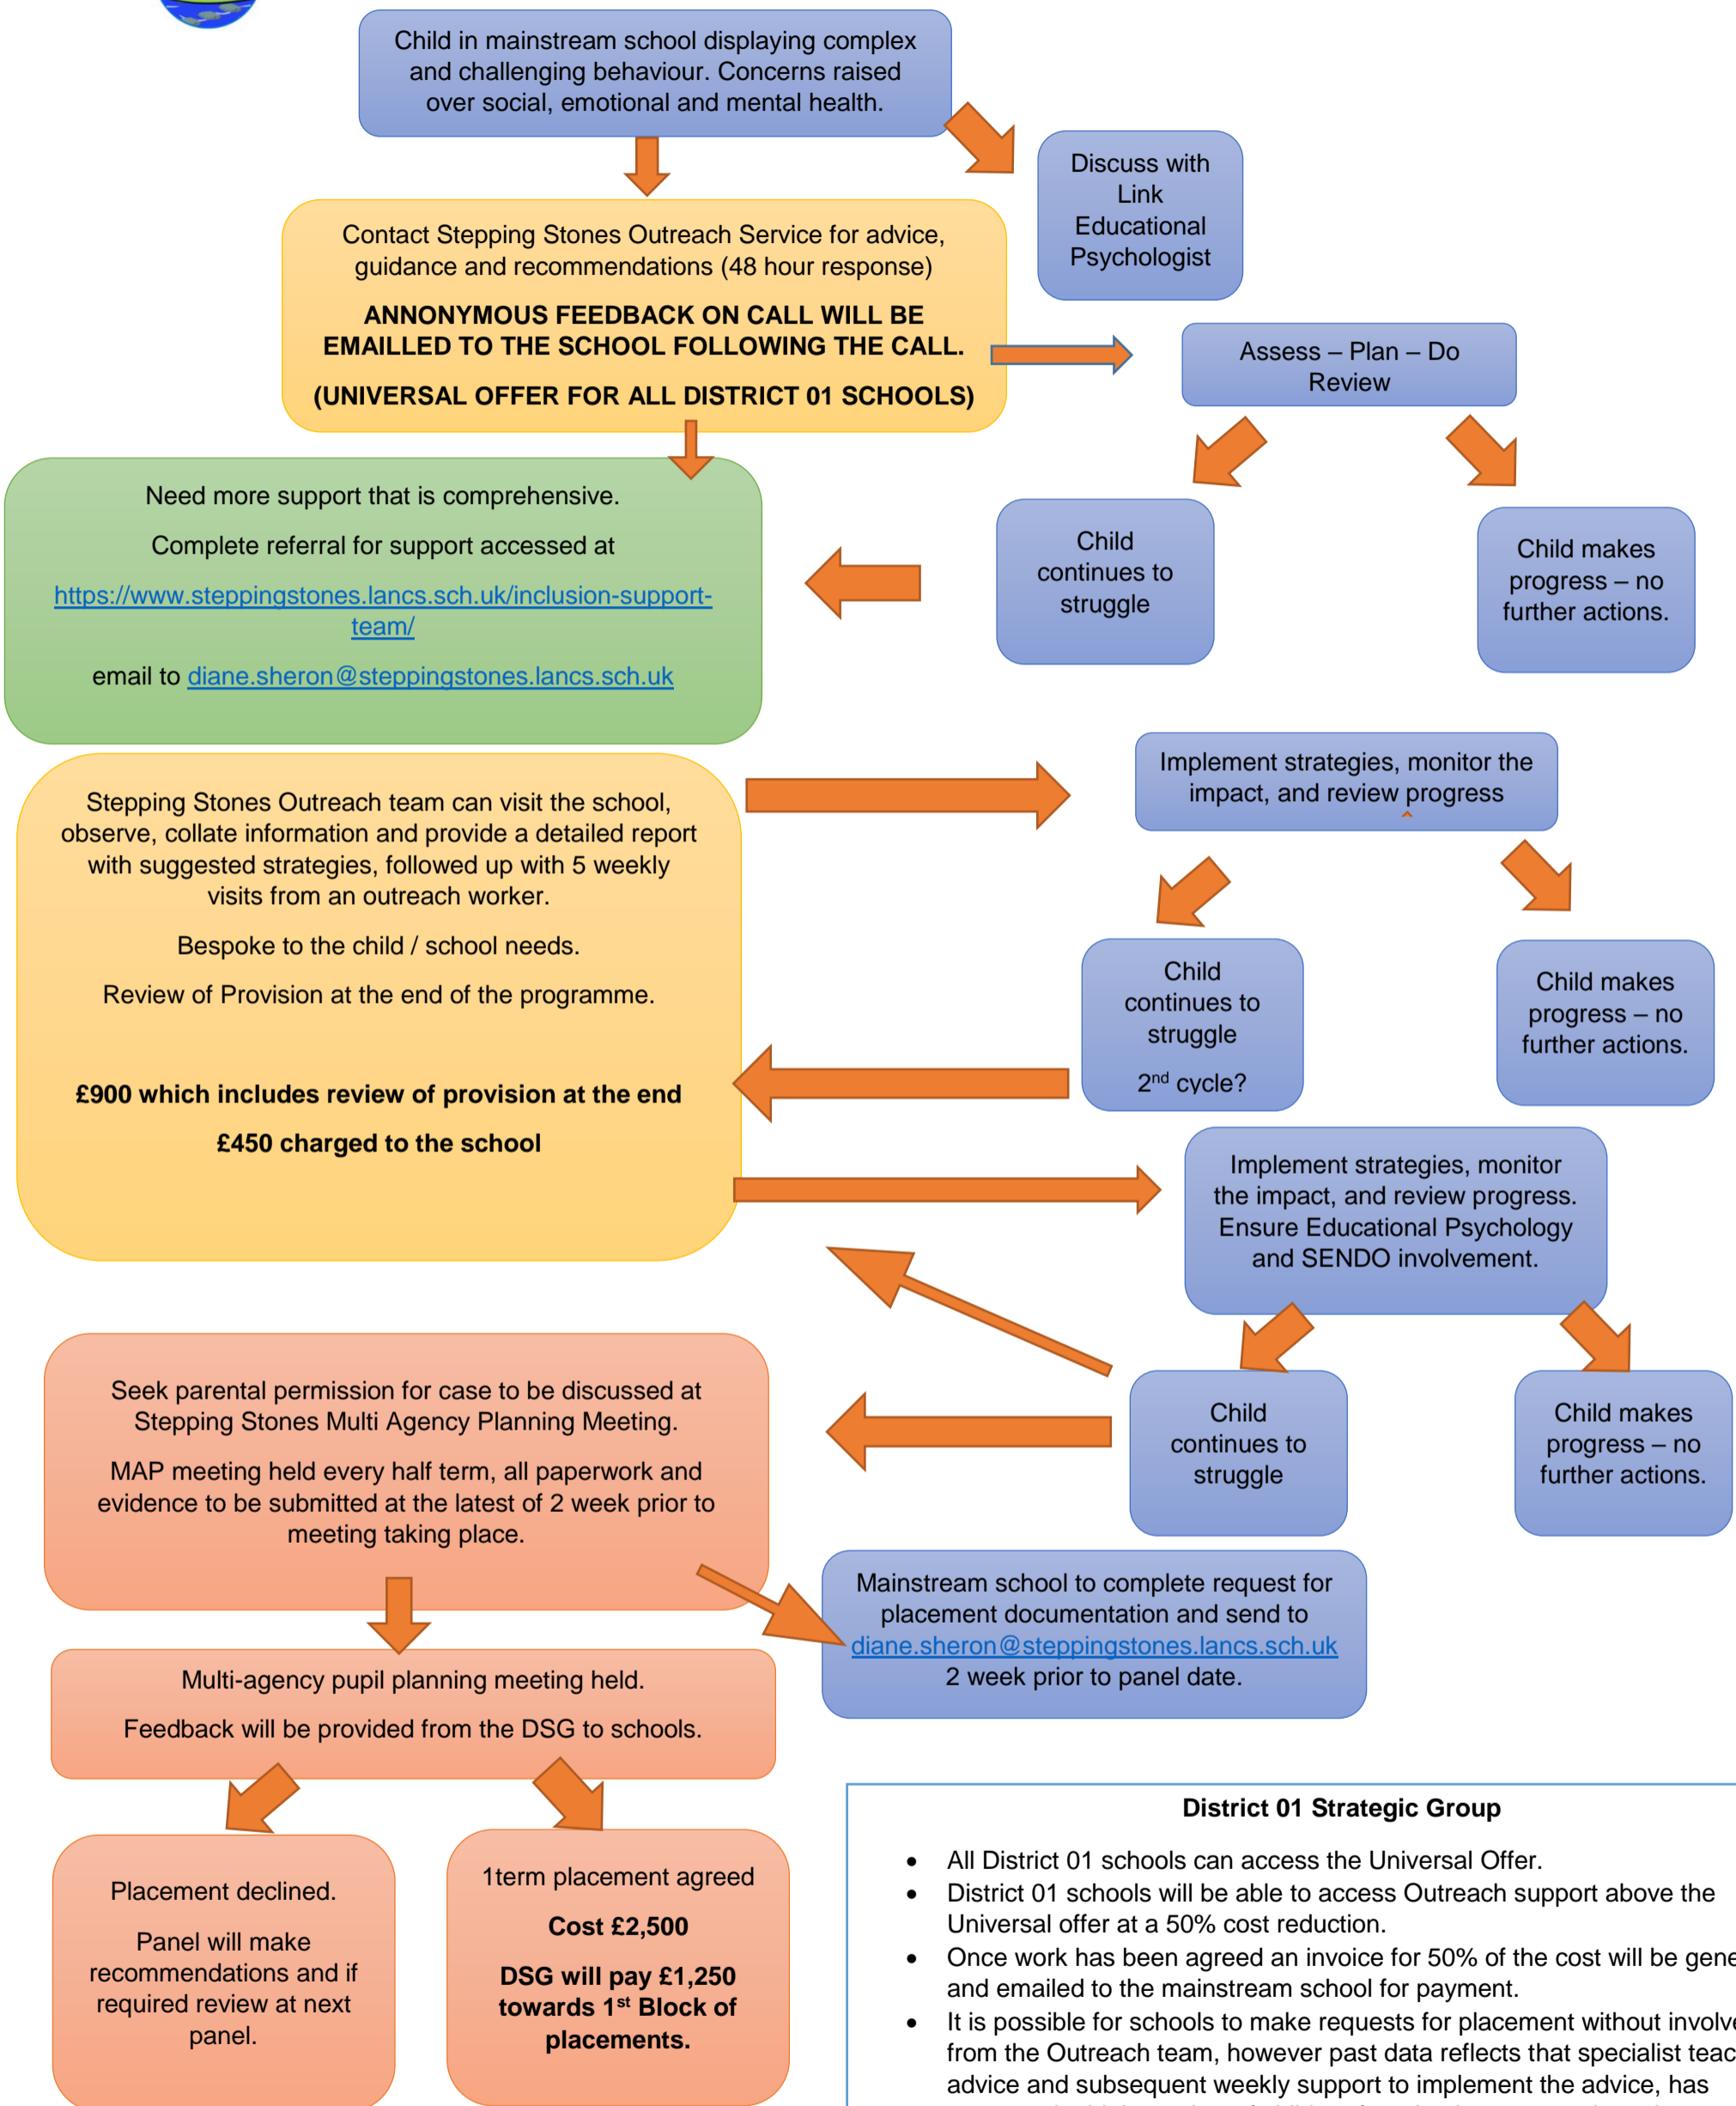 Child in mainstream school displaying complex
and challenging behaviour. Concerns raised
over social, emotional and mental health.
Discuss with
Link
Educational
Psychologist
Contact Stepping Stones Outreach Service for advice,
guidance and recommendations (48 hour response)
ANNONYMOUS FEEDBACK ON CALL WILL BE
EMAILLED TO THE SCHOOL FOLLOWING THE CALL.
(UNIVERSAL OFFER FOR ALL DISTRICT 01 SCHOOLS)
Assess – Plan – Do
Review
Need more support that is comprehensive.
Complete referral for support accessed at
https://www.steppingstones.lancs.sch.uk/inclusion-support-
team/
email to diane.sheron@steppingstones.lancs.sch.uk
Child
continues to
struggle
Child makes
progress – no
further actions.
Stepping Stones Outreach team can visit the school,
observe, collate information and provide a detailed report
with suggested strategies, followed up with 5 weekly
visits from an outreach worker.
Bespoke to the child / school needs.
Review of Provision at the end of the programme.
£900 which includes review of provision at the end
£450 charged to the school
Implement strategies, monitor the
impact, and review progress
Child
continues to
struggle
2nd cycle?
Child makes
progress – no
further actions.
Implement strategies, monitor
the impact, and review progress.
Ensure Educational Psychology
and SENDO involvement.
Child
continues to
struggle
Child makes
progress – no
further actions.
Seek parental permission for case to be discussed at
Stepping Stones Multi Agency Planning Meeting.
MAP meeting held every half term, all paperwork and
evidence to be submitted at the latest of 2 week prior to
meeting taking place.
Mainstream school to complete request for
placement documentation and send to
diane.sheron@steppingstones.lancs.sch.uk
2 week prior to panel date.
Multi-agency pupil planning meeting held.
Feedback will be provided from the DSG to schools.
Placement declined.
Panel will make
recommendations and if
required review at next
panel.
1term placement agreed
Cost £2,500
DSG will pay £1,250
towards 1st Block of
placements.
District 01 Strategic Group
• All District 01 schools can access the Universal Offer.
• District 01 schools will be able to access Outreach support above the
Universal offer at a 50% cost reduction.
• Once work has been agreed an invoice for 50% of the cost will be gene
and emailed to the mainstream school for payment.
• It is possible for schools to make requests for placement without involve
from the Outreach team, however past data reflects that specialist teac
advice and subsequent weekly support to implement the advice, has